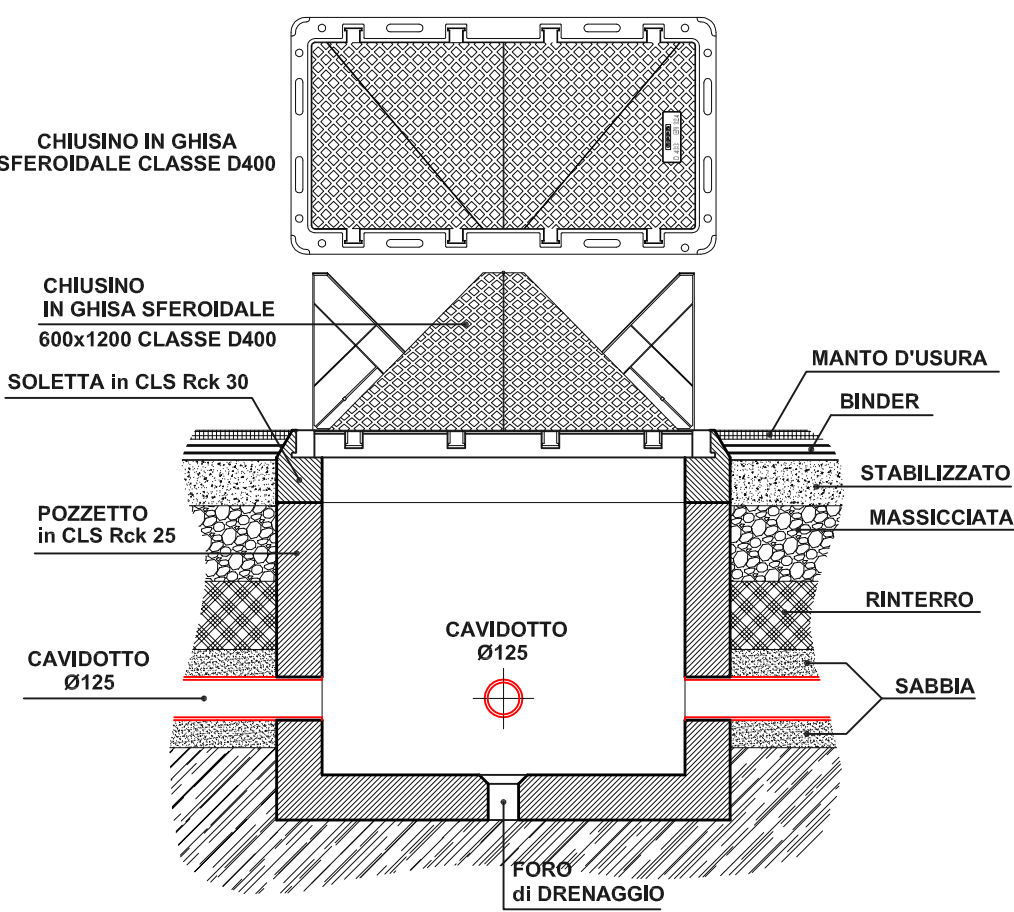 CHIUSINO IN GHISA
SFEROIDALE CLASSE D400
CHIUSINO
IN GHISA SFEROIDALE
600x1200 CLASSE D400
SOLETTA in CLS Rck 30
MANTO D'USURA
BINDER
STABILIZZATO
POZZETTO
in CLS Rck 25
MASSICCIATA
RINTERRO
CAVIDOTTO
Ø125
CAVIDOTTO
Ø125
SABBIA
FORO
di DRENAGGIO